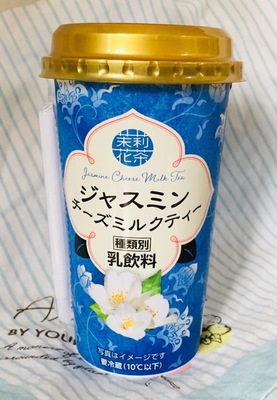 茉莉
花茶
Jasmine Cheese Milk Tea
ジャスミン
チーズミルクティー
種類別
乳飲料
写真はイメージです
要冷蔵(10℃以下)
BY YOUR